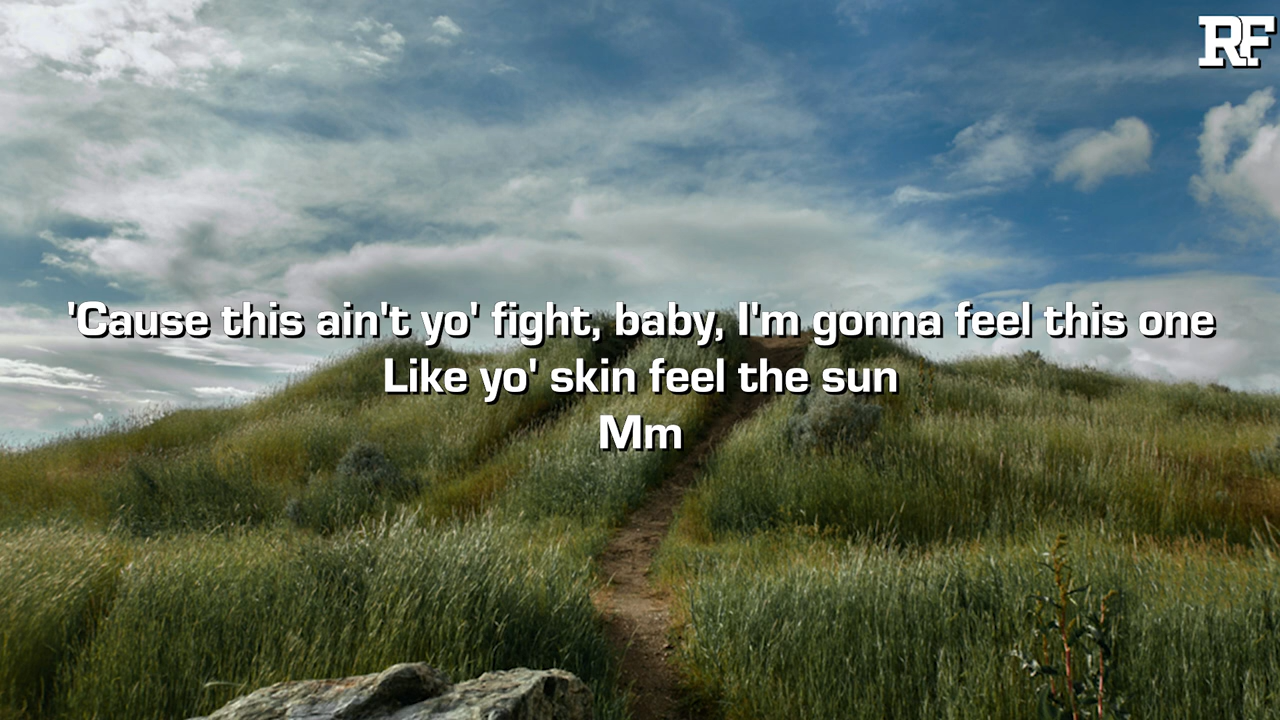 RF
'Cause this ain't yo' fight, baby, I'm gonna feel this one
Like yo' skin feel the sun
Mm